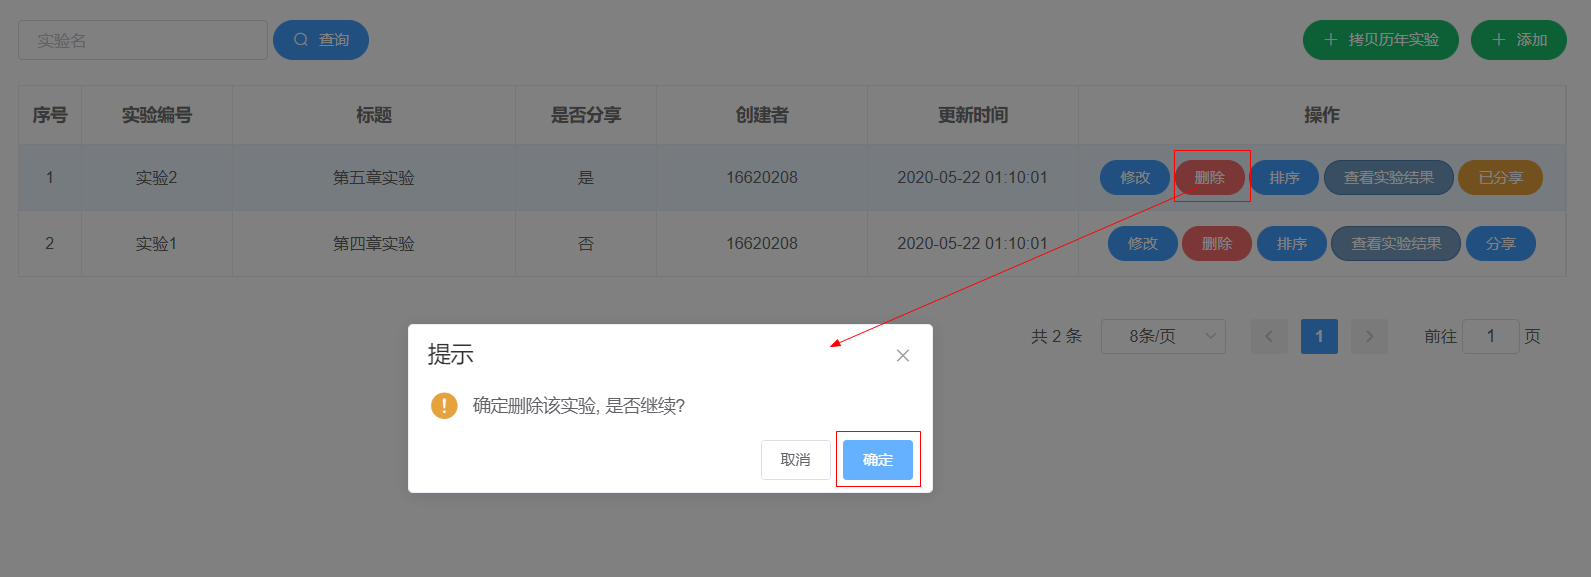 实验名 查询 拷贝历年实验 添加
序号 实验编号 标题 是否分享 创建者 更新时间 操作
1 实验2 第五章实验 是 16620208 2020-05-22 01:10:01 修改 删除 排序 查看实验结果 已分享
2 实验1 第四章实验 否 16620208 2020-05-22 01:10:01 修改 删除 排序 查看实验结果 分享
共 2 条 8条/页 1 前往 1 页
提示
确定删除该实验, 是否继续?
取消 确定